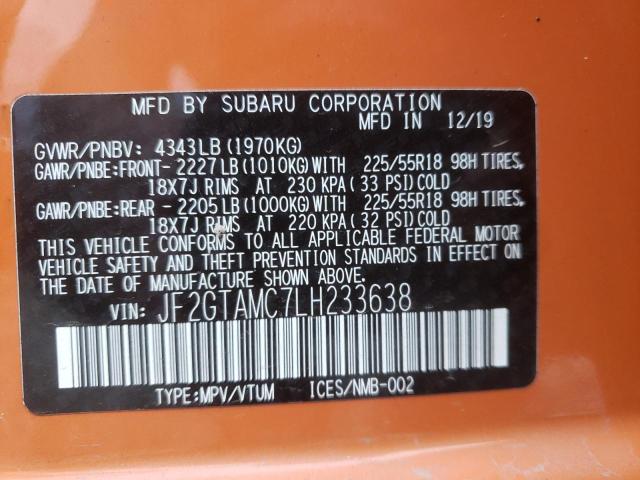 MFD BY SUBARU CORPORATION
MFD IN 12/19
GVWR/PNBV: 4343LB (1970KG)
GAWR/PNBE:FRONT- 2227LB (1010KG)WITH 225/55R18 98H TIRES,
18X7J RIMS AT 230 KPA (33 PSI)COLD
GAWR/PNBE:REAR - 2205LB (1000KG)WITH 225/55R18 98H TIRES,
18X7J RIMS AT 220 KPA (32 PSI)COLD
THIS VEHICLE CONFORMS TO ALL APPLICABLE FEDERAL MOTOR
VEHICLE SAFETY AND THEFT PREVENTION STANDARDS IN EFFECT
ON THE DATE OF MANUFACTURE SHOWN ABOVE.
VIN: JF2GTAMC7LH233638
TYPE:MPV/VTUM ICES/NMB-002